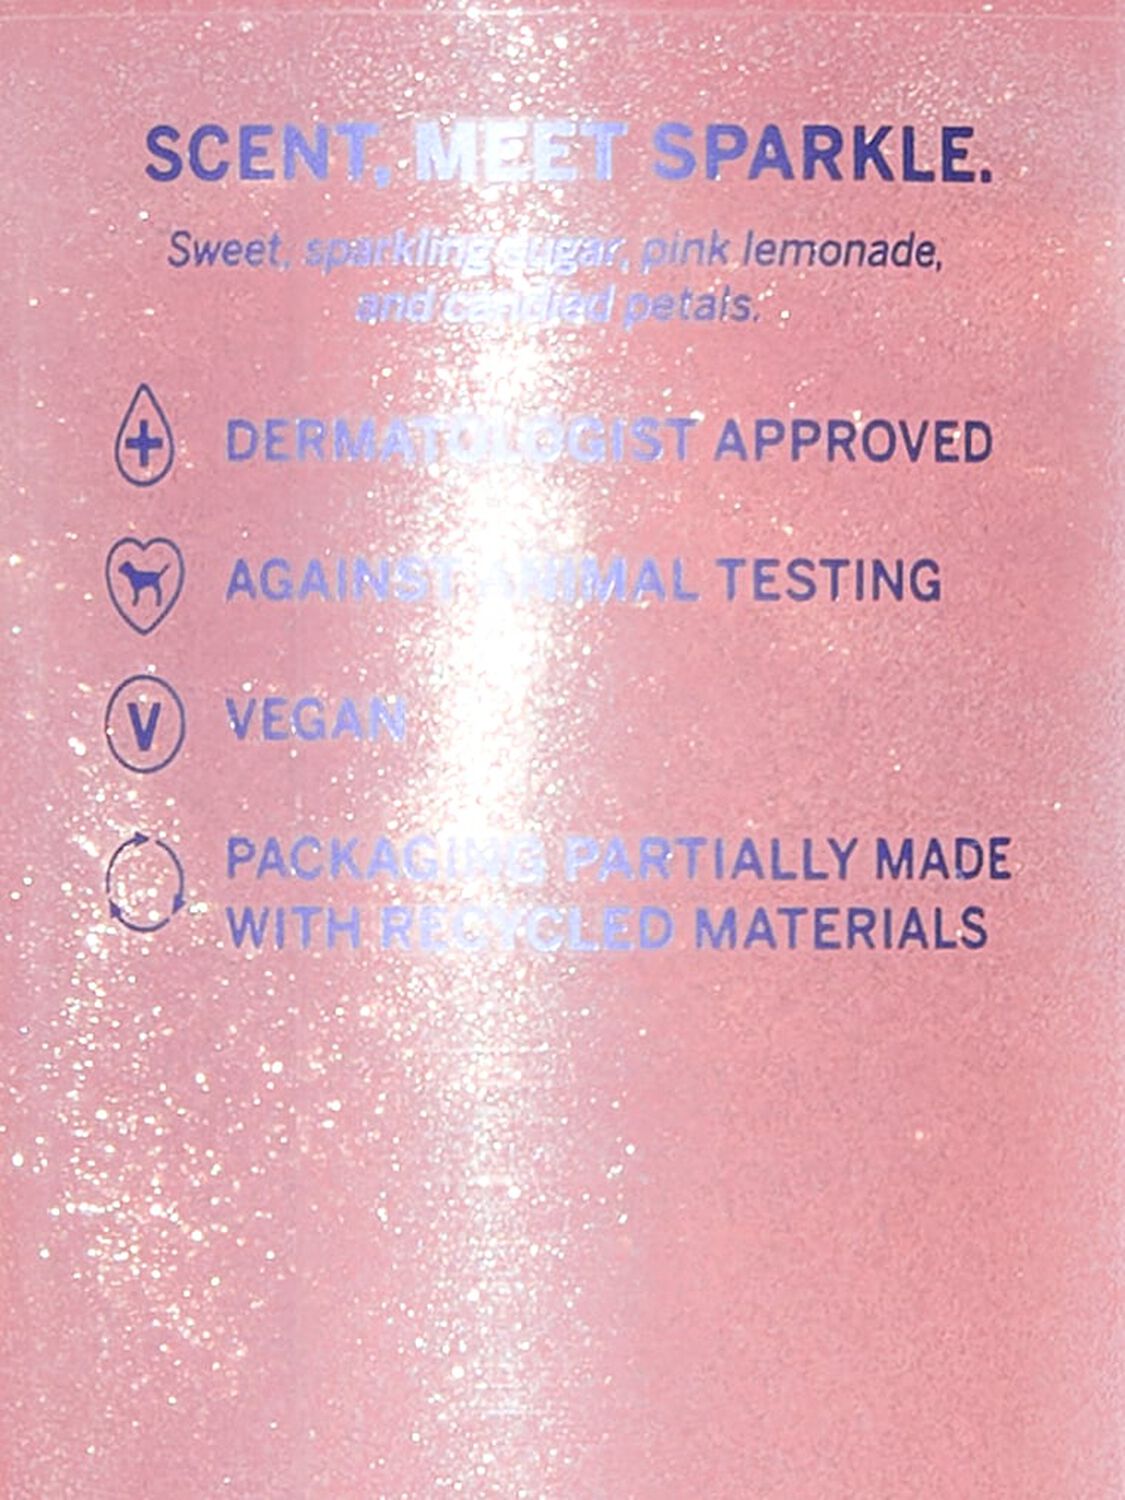 SCENT, MEET SPARKLE.
Sweet, sparkling sugar, pink lemonade,
and candied petals.
DERMATOLOGIST APPROVED
AGAINST ANIMAL TESTING
V VEGAN
PACKAGING PARTIALLY MADE
WITH RECYCLED MATERIALS